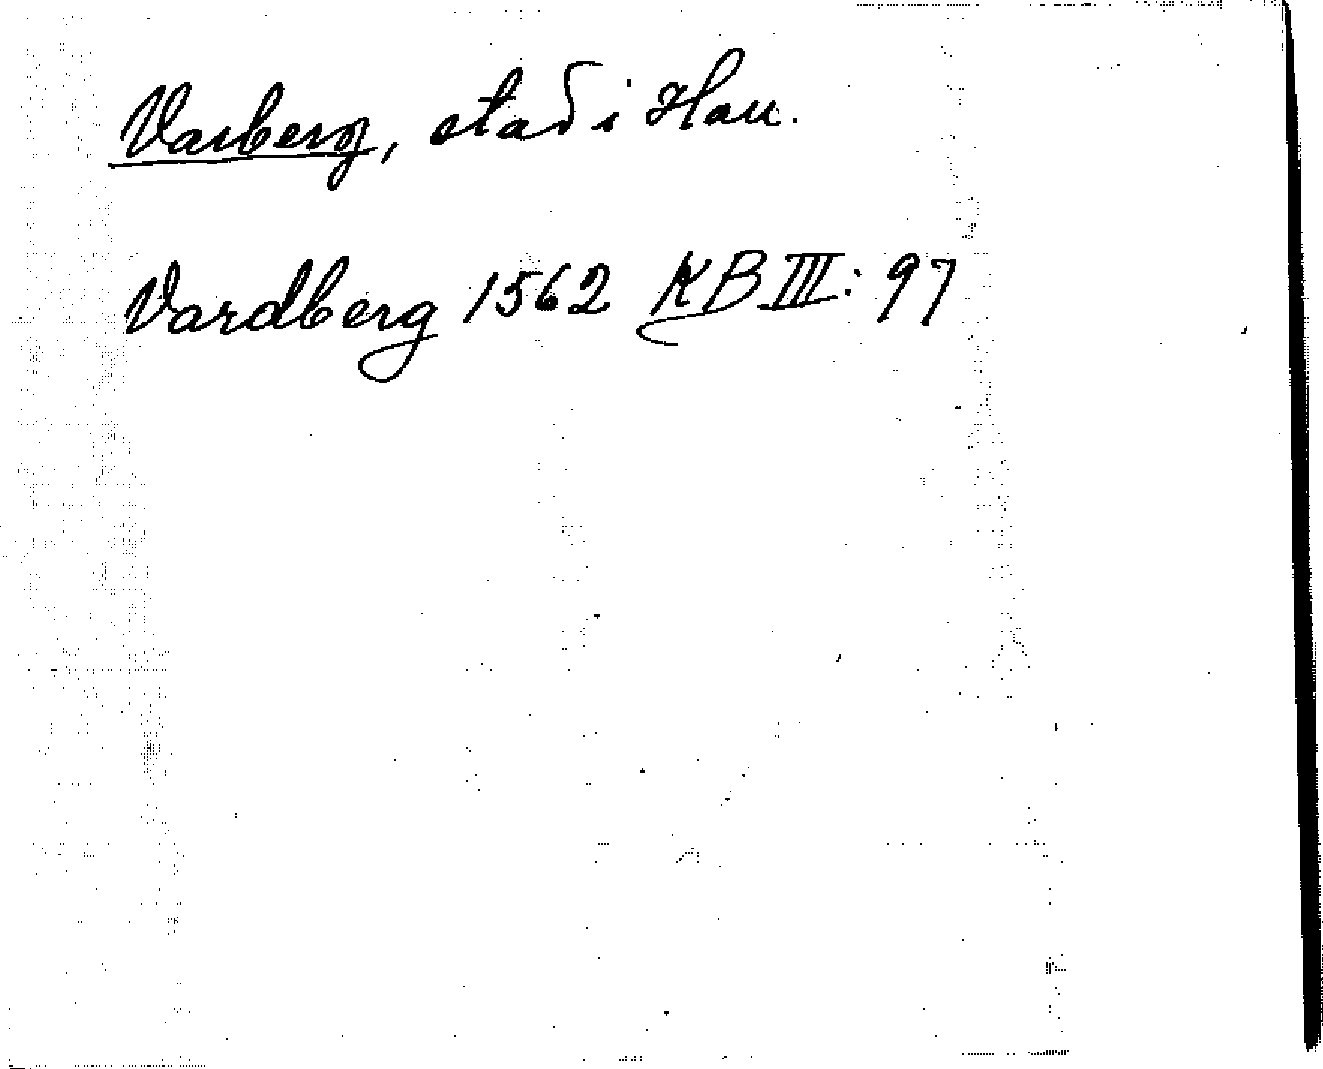 Varberg, stad i Hall.
Vardberg 1562 KB III: 97